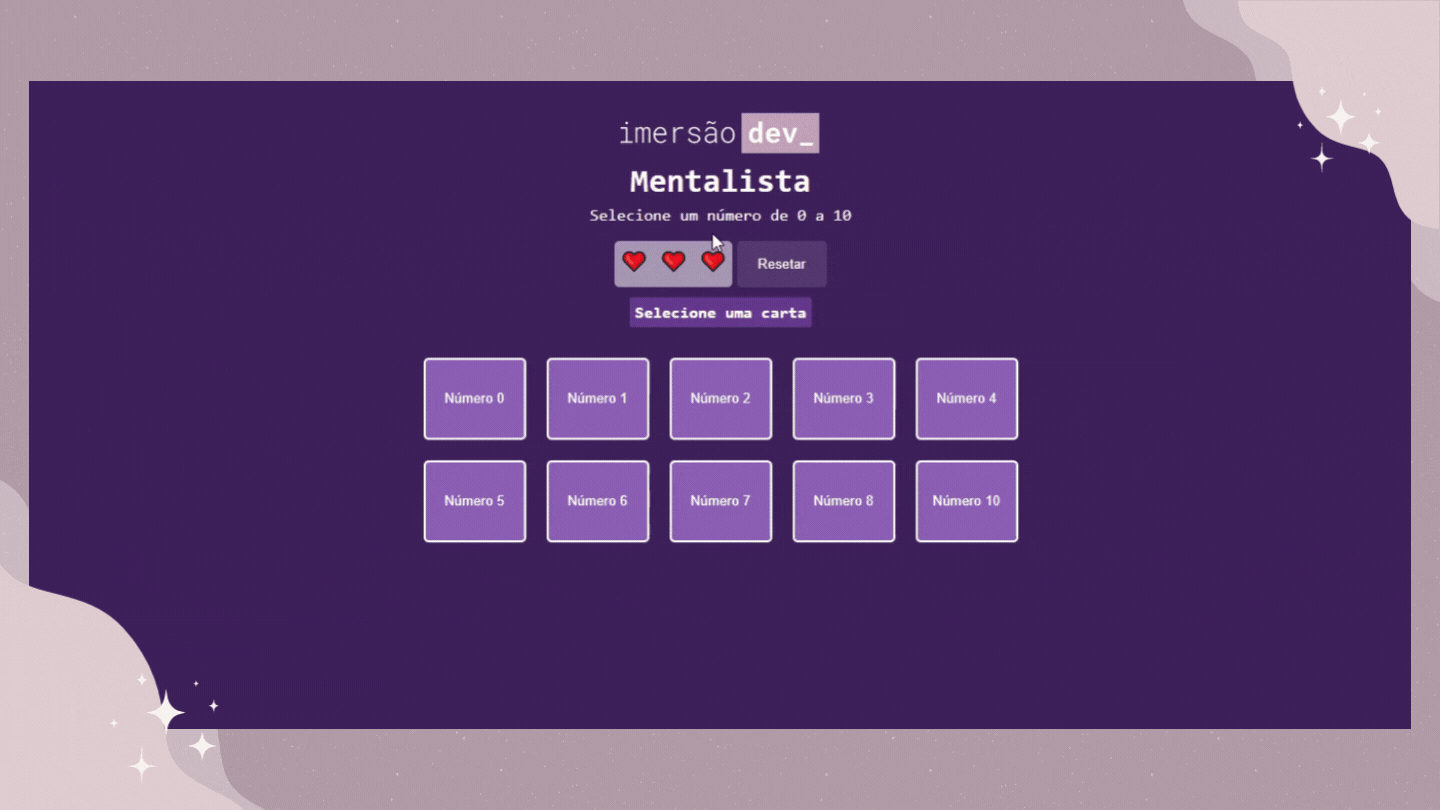 imersão dev_
Mentalista
Selecione um número de 0 a 10
Resetar
Selecione uma carta
Número 0 Número 1 Número 2 Número 3 Número 4
Número 5 Número 6 Número 7 Número 8 Número 10